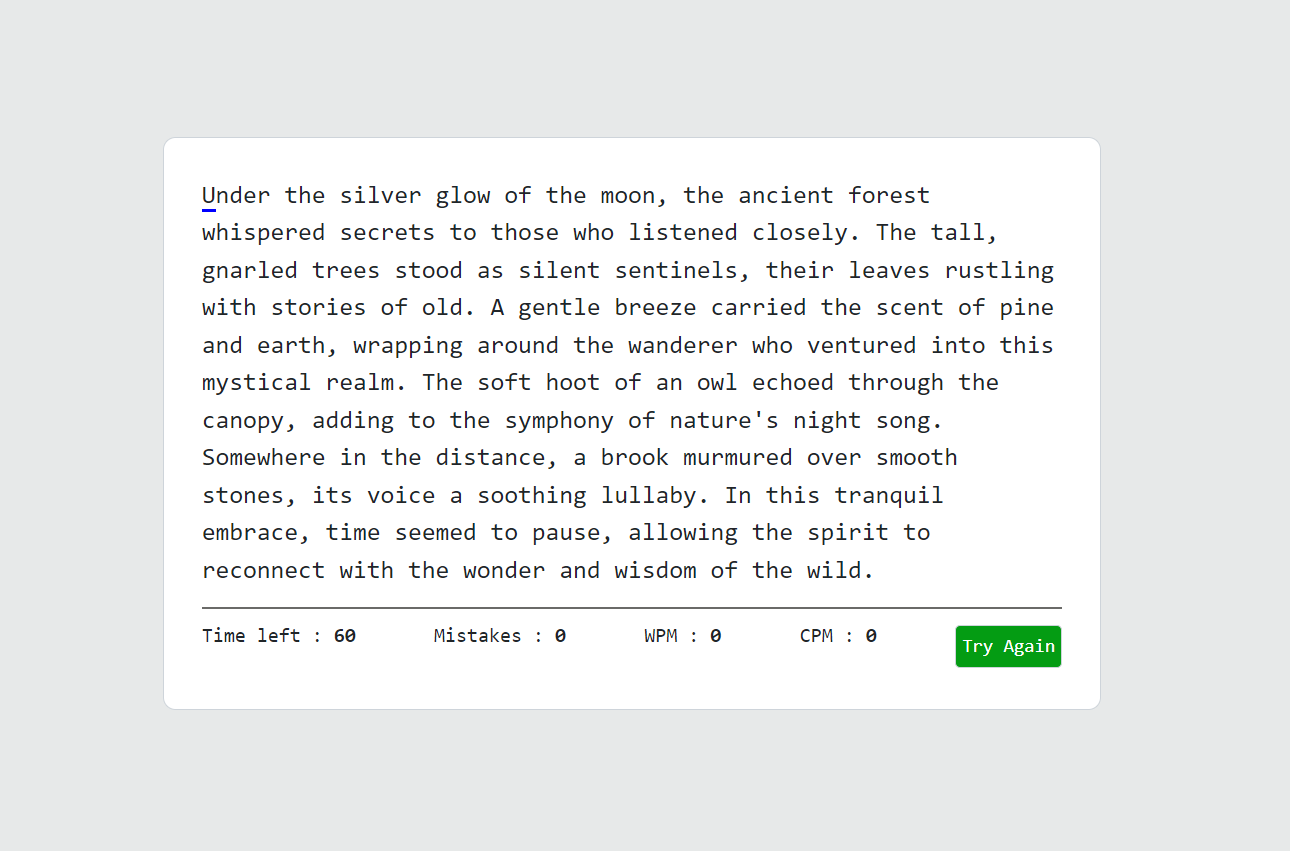 Under the silver glow of the moon, the ancient forest
whispered secrets to those who listened closely. The tall,
gnarled trees stood as silent sentinels, their leaves rustling
with stories of old. A gentle breeze carried the scent of pine
and earth, wrapping around the wanderer who ventured into this
mystical realm. The soft hoot of an owl echoed through the
canopy, adding to the symphony of nature's night song.
Somewhere in the distance, a brook murmured over smooth
stones, its voice a soothing lullaby. In this tranquil
embrace, time seemed to pause, allowing the spirit to
reconnect with the wonder and wisdom of the wild.
Time left : 60 Mistakes : 0 WPM : 0 CPM : 0 Try Again